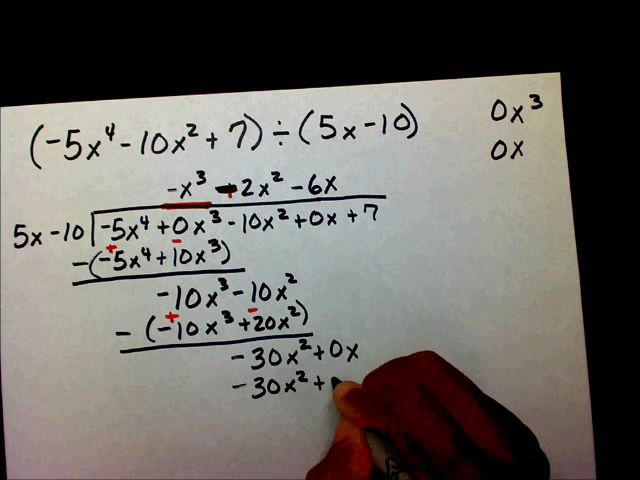 (-5x⁴ - 10x² + 7) ÷ (5x - 10)
0x³
0x
-x³ - 2x² - 6x
5x - 10 -5x⁴ + 0x³ - 10x² + 0x + 7
-(-5x⁴ + 10x³)
-10x³ - 10x²
-(-10x³ + 20x²)
-30x² + 0x
-30x² +